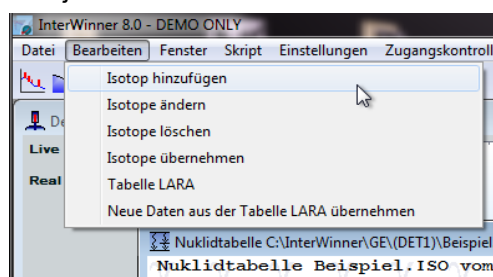 InterWinner 8.0 - DEMO ONLY
Datei Bearbeiten Fenster Skript Einstellungen Zugangskontroll
Isotop hinzufügen
Isotope ändern
Live
Isotope löschen
Isotope übernehmen
Real
Tabelle LARA
Neue Daten aus der Tabelle LARA übernehmen
Nuklidtabelle C:\InterWinner\GE\(DET1)\Beispiel
Nuklidtabelle Beispiel.ISO vom